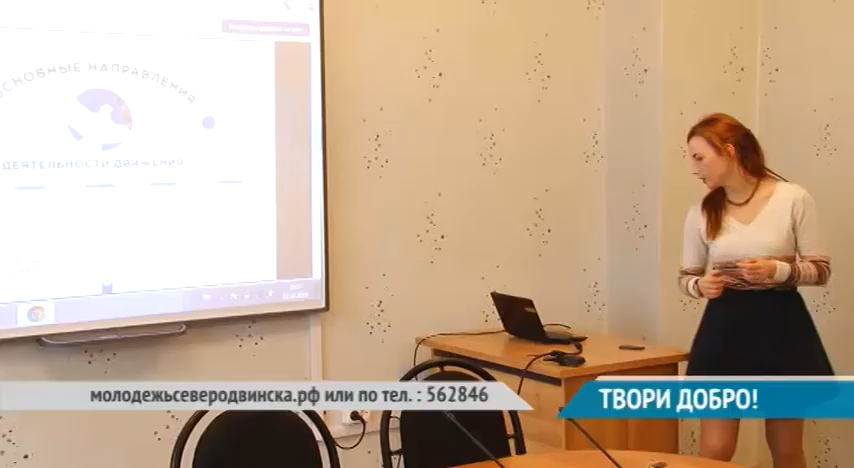 ОСНОВНЫЕ НАПРАВЛЕНИЯ
ДЕЯТЕЛЬНОСТИ ДВИЖЕНИЯ
молодежьсеверодвинска.рф или по тел. : 562846
ТВОРИ ДОБРО!